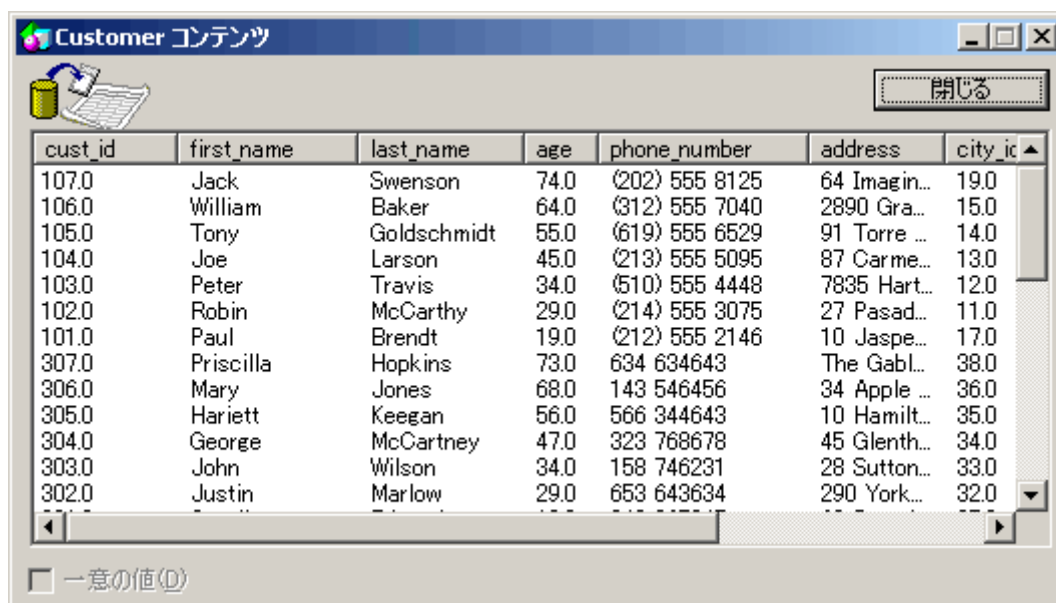 Customer コンテンツ
閉じる
cust_id first_name last_name age phone_number address
107.0 Jack Swenson 74.0 (202) 555 8125 64 Imagin... 19.0
106.0 William Baker 64.0 (312) 555 7040 2890 Gra... 15.0
105.0 Tony Goldschmidt 55.0 (619) 555 6529 91 Torre ... 14.0
104.0 Joe Larson 45.0 (213) 555 5095 87 Carme... 13.0
103.0 Peter Travis 34.0 (510) 555 4448 7835 Hart... 12.0
102.0 Robin McCarthy 29.0 (214) 555 3075 27 Pasad... 11.0
101.0 Paul Brendt 19.0 (212) 555 2146 10 Jaspe... 17.0
307.0 Priscilla Hopkins 73.0 634 634643 The Gabl... 38.0
306.0 Mary Jones 68.0 143 546456 34 Apple ... 36.0
305.0 Hariett Keegan 56.0 566 344643 10 Hamilt... 35.0
304.0 George McCartney 47.0 323 768678 45 Glenth... 34.0
303.0 John Wilson 34.0 158 746231 28 Sutton... 33.0
302.0 Justin Marlow 29.0 653 643634 290 York... 32.0
一意の値(D)